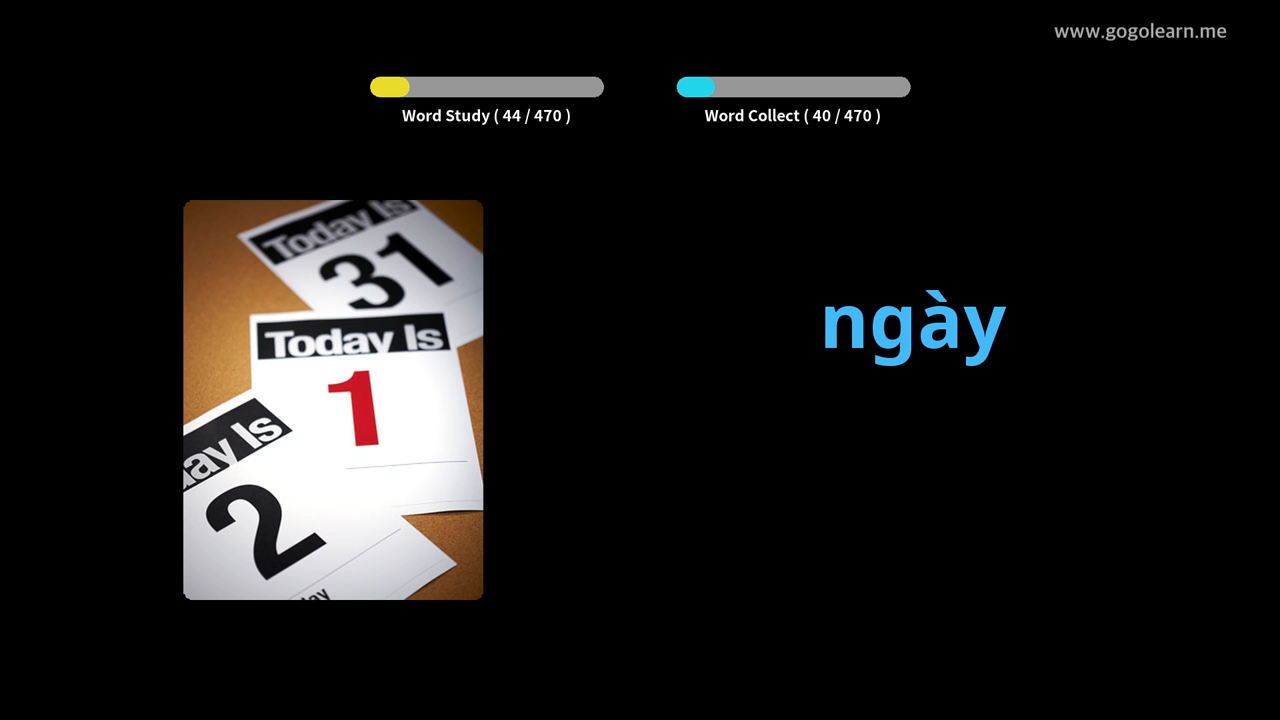 www.gogolearn.me
Word Study ( 44 / 470 )
Word Collect ( 40 / 470 )
Today Is
31
Today Is
1
ay Is
2
ngày